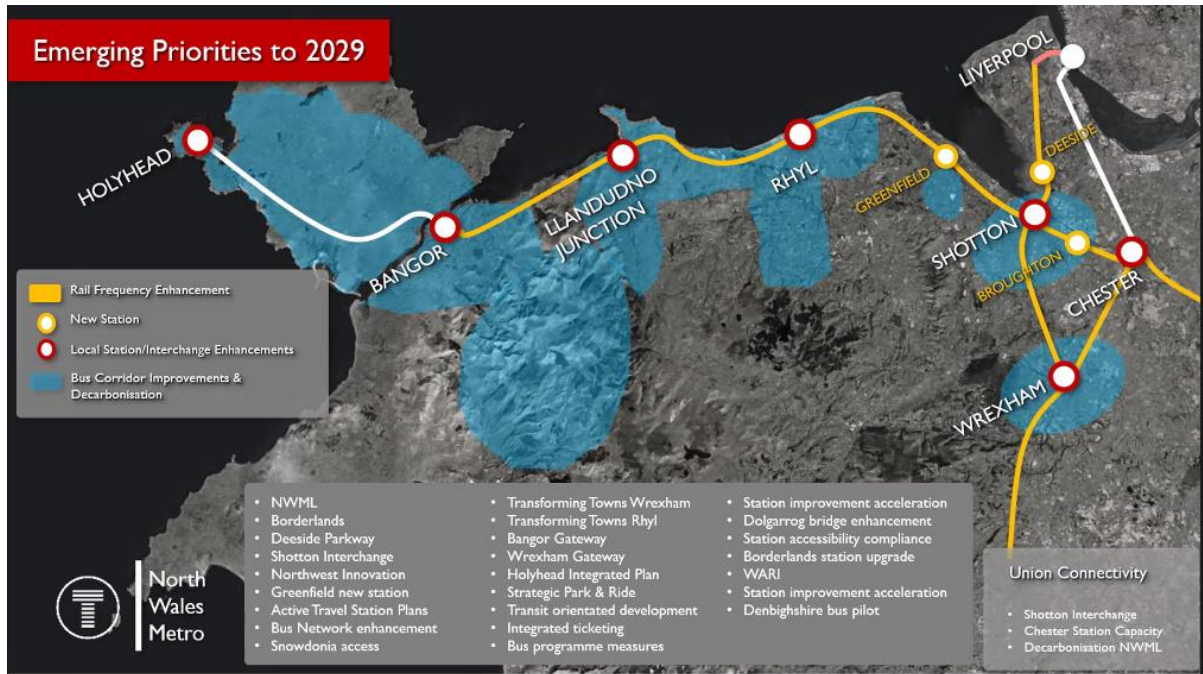 Emerging Priorities to 2029
LIVERPOOL
HOLYHEAD
BANGOR
LLANDUDNO
JUNCTION
RHYL
GREENFIELD
DEESIDE
SHOTTON
BROUGHTON
CHESTER
WREXHAM
Rail Frequency Enhancement
New Station
Local Station/Interchange Enhancements
Bus Corridor Improvements &
Decarbonisation
• NWML
• Borderlands
• Deeside Parkway
• Shotton Interchange
• Northwest Innovation
• Greenfield new station
• Active Travel Station Plans
• Bus Network enhancement
• Snowdonia access
• Transforming Towns Wrexham
• Transforming Towns Rhyl
• Bangor Gateway
• Wrexham Gateway
• Holyhead Integrated Plan
• Strategic Park & Ride
• Transit orientated development
• Integrated ticketing
• Bus programme measures
• Station improvement acceleration
• Dolgarrog bridge enhancement
• Station accessibility compliance
• Borderlands station upgrade
• WARI
• Station improvement acceleration
• Denbighshire bus pilot
Union Connectivity
• Shotton Interchange
• Chester Station Capacity
• Decarbonisation NWML
T
North
Wales
Metro